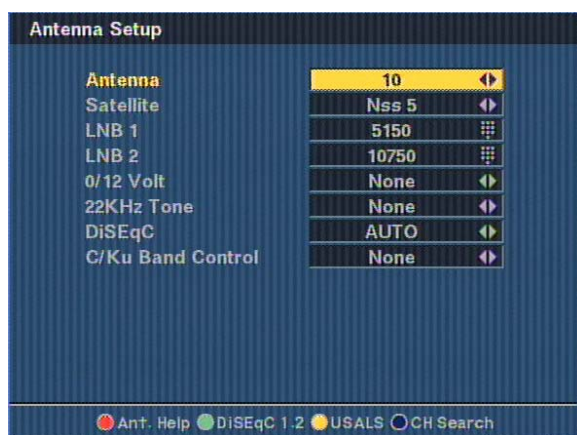 Antenna Setup
Antenna 10
Satellite Nss 5
LNB 1 5150
LNB 2 10750
0/12 Volt None
22KHz Tone None
DiSEqC AUTO
C/Ku Band Control None
Ant. Help DiSEqC 1.2 USALS CH Search